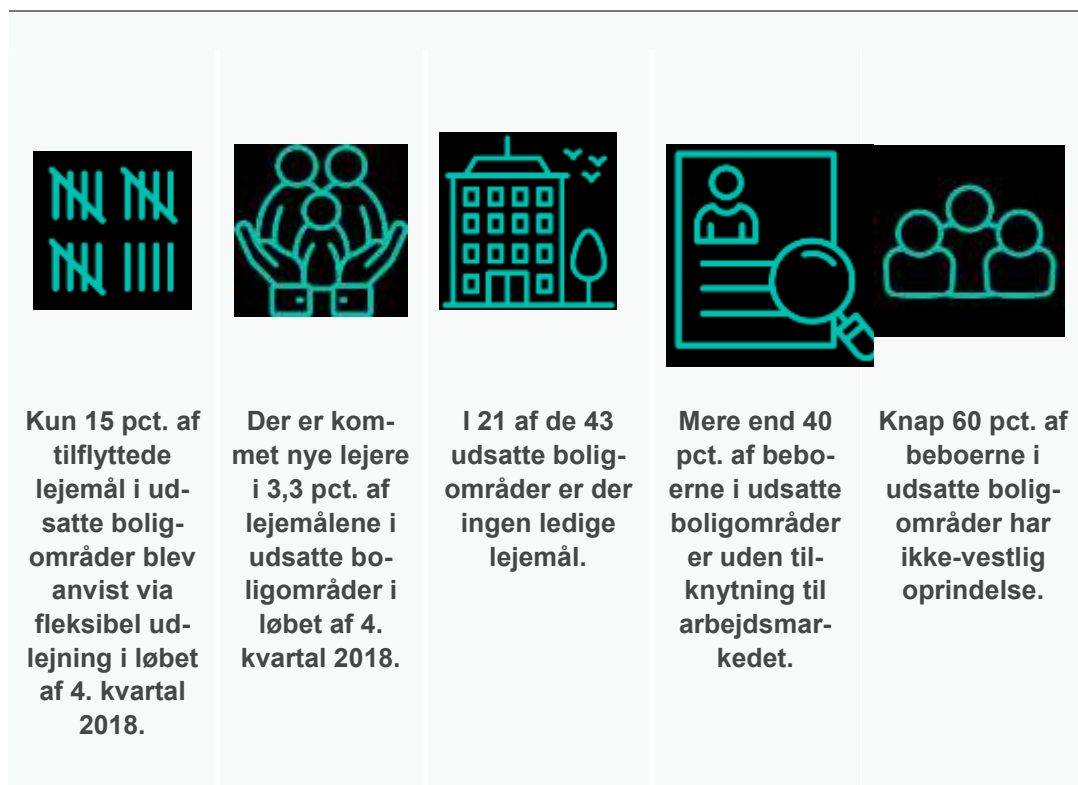 Kun 15 pct. af
tilflyttede
lejemål i ud-
satte bolig-
områder blev
anvist via
fleksibel ud-
lejning i løbet
af 4. kvartal
2018.
Der er kom-
met nye lejere
i 3,3 pct. af
lejemålene i
udsatte bo-
ligområder i
løbet af 4.
kvartal 2018.
I 21 af de 43
udsatte bolig-
områder er der
ingen ledige
lejemål.
Mere end 40
pct. af bebo-
erne i udsatte
boligområder
er uden til-
knytning til
arbejdsmar-
kedet.
Knap 60 pct. af
beboerne i
udsatte bolig-
områder har
ikke-vestlig
oprindelse.